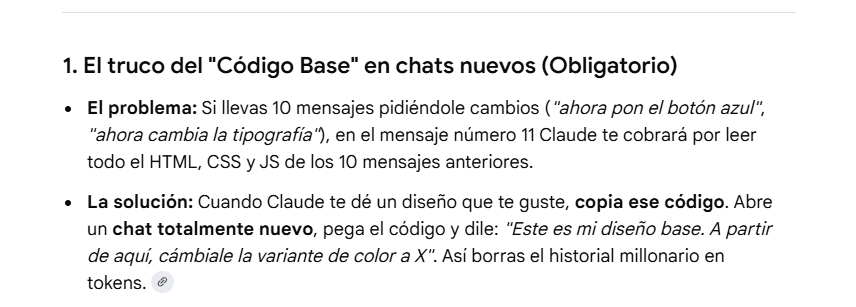 1. El truco del "Código Base" en chats nuevos (Obligatorio)
• El problema: Si llevas 10 mensajes pidiéndole cambios ("ahora pon el botón azul",
"ahora cambia la tipografía"), en el mensaje número 11 Claude te cobrará por leer
todo el HTML, CSS y JS de los 10 mensajes anteriores.
• La solución: Cuando Claude te dé un diseño que te guste, copia ese código. Abre
un chat totalmente nuevo, pega el código y dile: "Este es mi diseño base. A partir
de aquí, cámbiale la variante de color a X". Así borras el historial millonario en
tokens.